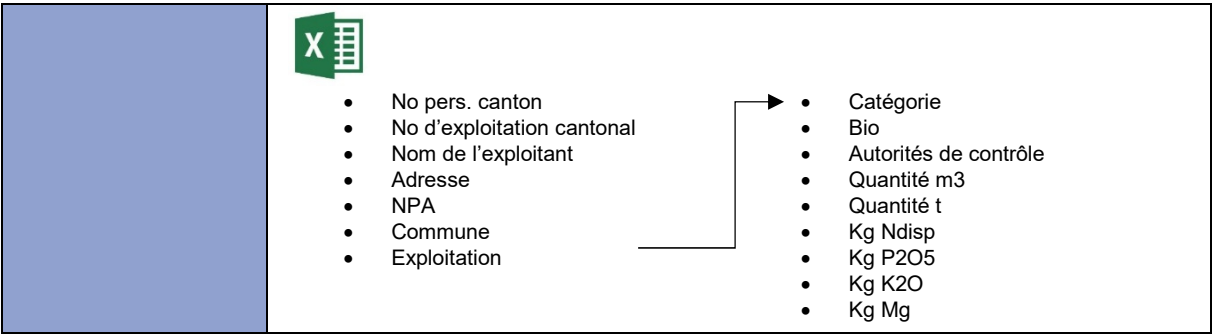 X
No pers. canton
No d’exploitation cantonal
Nom de l’exploitant
Adresse
NPA
Commune
Exploitation
Catégorie
Bio
Autorités de contrôle
Quantité m3
Quantité t
Kg Ndisp
Kg P2O5
Kg K2O
Kg Mg